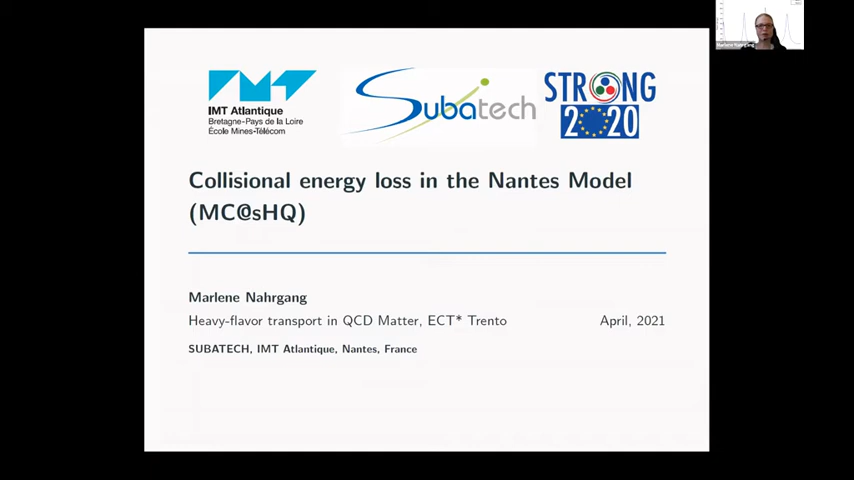 Marlene Nahrgang
IMT Atlantique
Bretagne-Pays de la Loire
École Mines-Télécom
Subatech
STRONG
2020
Collisional energy loss in the Nantes Model
(MC@sHQ)
Marlene Nahrgang
Heavy-flavor transport in QCD Matter, ECT* Trento April, 2021
SUBATECH, IMT Atlantique, Nantes, France